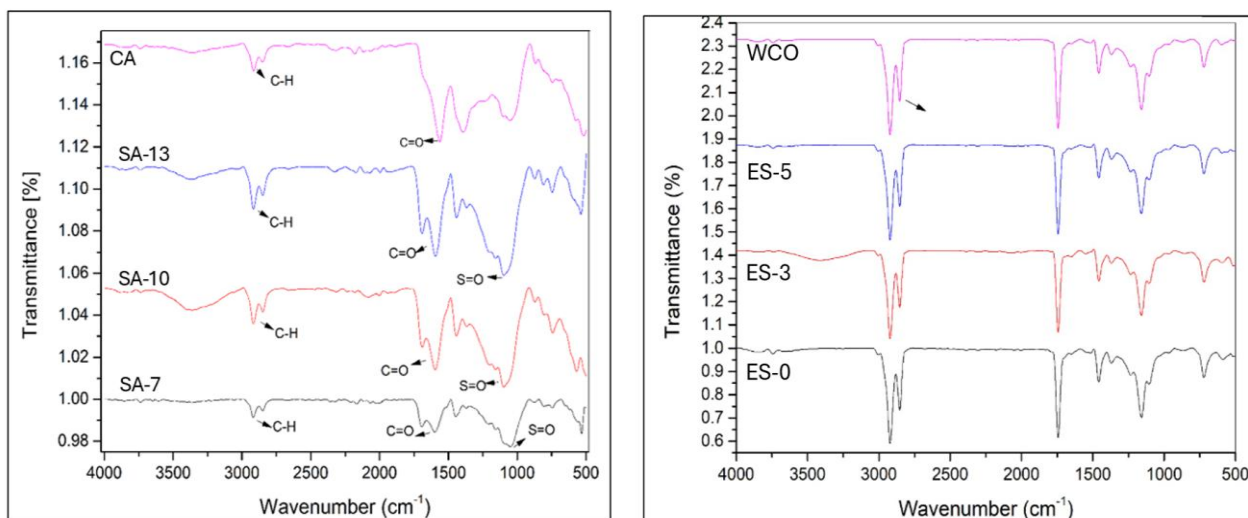 Transmittance [%]
1.16
1.14
1.12
1.10
1.08
1.06
1.04
1.02
1.00
0.98
CA
C-H
C=O
SA-13
C-H
C=O
S=O
SA-10
C-H
C=O
S=O
SA-7
C-H
C=O
S=O
4000 3500 3000 2500 2000 1500 1000 500
Wavenumber (cm⁻¹)
Transmittance (%)
2.4
2.3
2.2
2.1
2.0
1.9
1.8
1.7
1.6
1.5
1.4
1.3
1.2
1.1
1.0
0.9
0.8
0.7
0.6
WCO
ES-5
ES-3
ES-0
4000 3500 3000 2500 2000 1500 1000 500
Wavenumber (cm⁻¹)